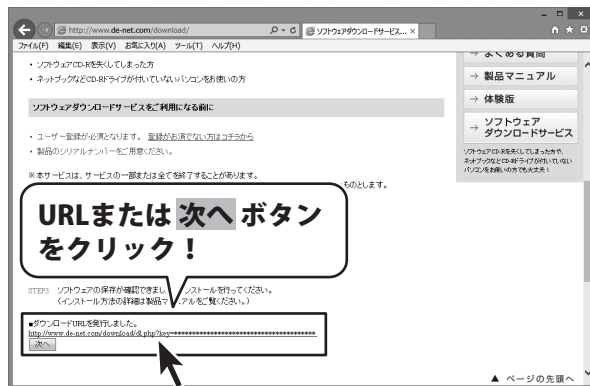 http://www.de-net.com/download/
ソフトウェアダウンロードサービス... ×
ファイル(F) 編集(E) 表示(V) お気に入り(A) ツール(T) ヘルプ(H)
・ソフトウェアCD-Rを失くしてしまった方
・ネットブックなどCD-Rドライブが付いていないパソコンをお使いの方
ソフトウェアダウンロードサービスをご利用になる前に
・ユーザー登録が必須となります。 登録がお済でない方はコチラから
・製品のシリアルナンバーをご用意ください。
※本サービスは、サービスの一部または全てを終了することがあります。
ものとします。
→ よくある質問
→ 製品マニュアル
→ 体験版
→ ソフトウェア
ダウンロードサービス
ソフトウェアCD-Rを失くしてしまった方や、
ネットブックなどCD-Rドライブが付いていない
パソコンをお使いの方でも大丈夫！
URLまたは 次へ ボタン
をクリック！
STEP3 ソフトウェアの保存が確認できまし ンストールを行ってください。
(インストール方法の詳細は製品マ ュアルをご覧ください。)
■ダウンロードURLを発行しました。
http://www.de-net.com/download/dl.php?key=****************************************
次へ
▲ ページの先頭へ